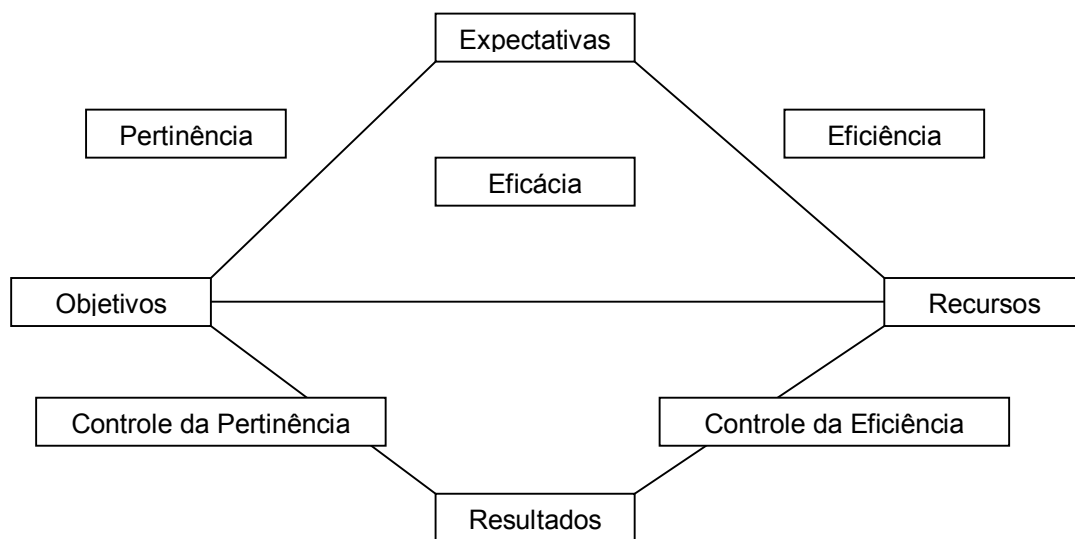 Expectativas
Pertinência
Eficiência
Eficácia
Objetivos
Recursos
Controle da Pertinência
Controle da Eficiência
Resultados